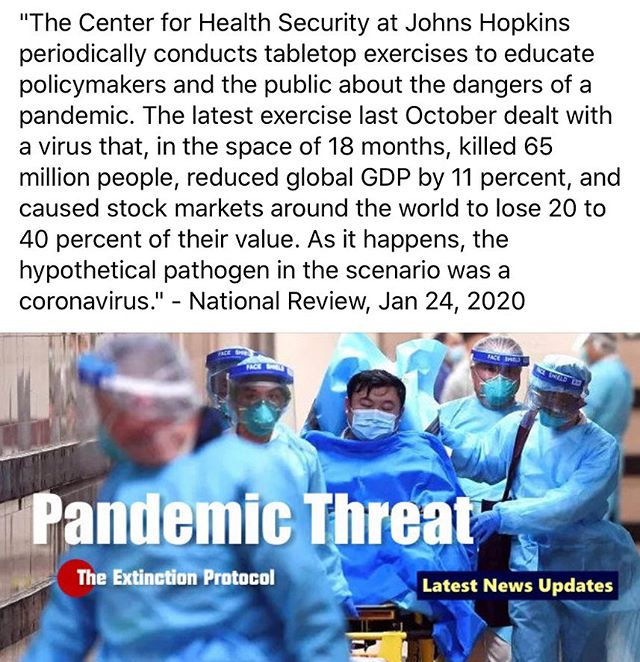 "The Center for Health Security at Johns Hopkins
periodically conducts tabletop exercises to educate
policymakers and the public about the dangers of a
pandemic. The latest exercise last October dealt with
a virus that, in the space of 18 months, killed 65
million people, reduced global GDP by 11 percent, and
caused stock markets around the world to lose 20 to
40 percent of their value. As it happens, the
hypothetical pathogen in the scenario was a
coronavirus." - National Review, Jan 24, 2020
FACE
FACE
FACE
FACE SHIELD
Pandemic Threat
The Extinction Protocol
Latest News Updates